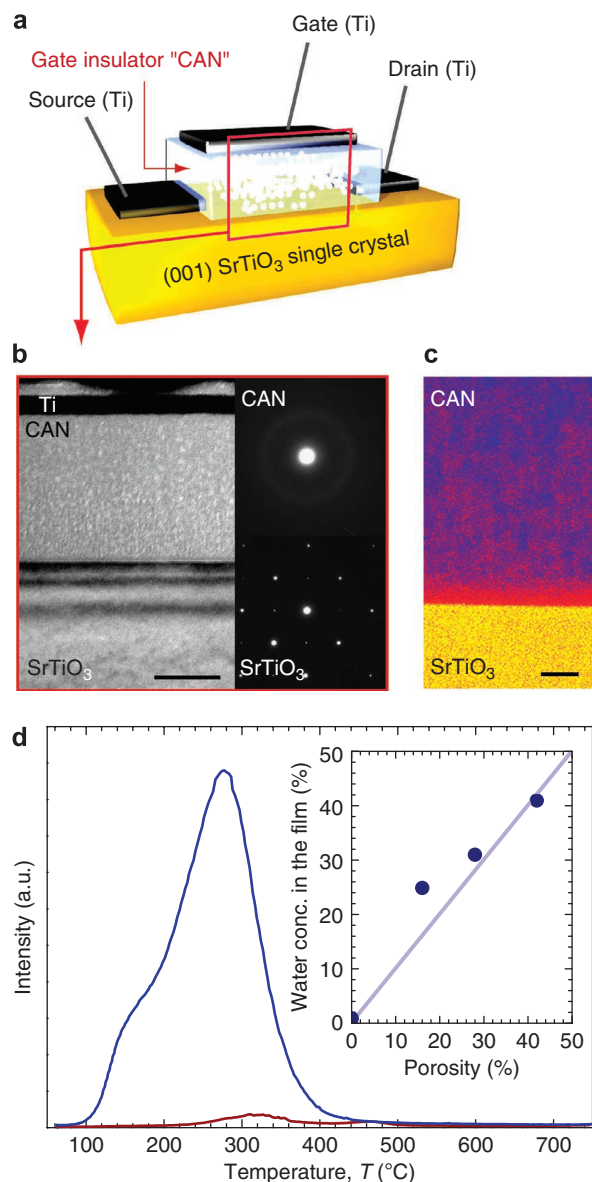 a
Gate (Ti)
Gate insulator "CAN"
Drain (Ti)
Source (Ti)
(001) SrTiO₃ single crystal
b
Ti
CAN
SrTiO₃
CAN
c
CAN
SrTiO₃
d
Intensity (a.u.)
100 200 300 400 500 600 700
Temperature, T (°C)
Water conc. in the film (%)
50
40
30
20
10
0
0 10 20 30 40 50
Porosity (%)